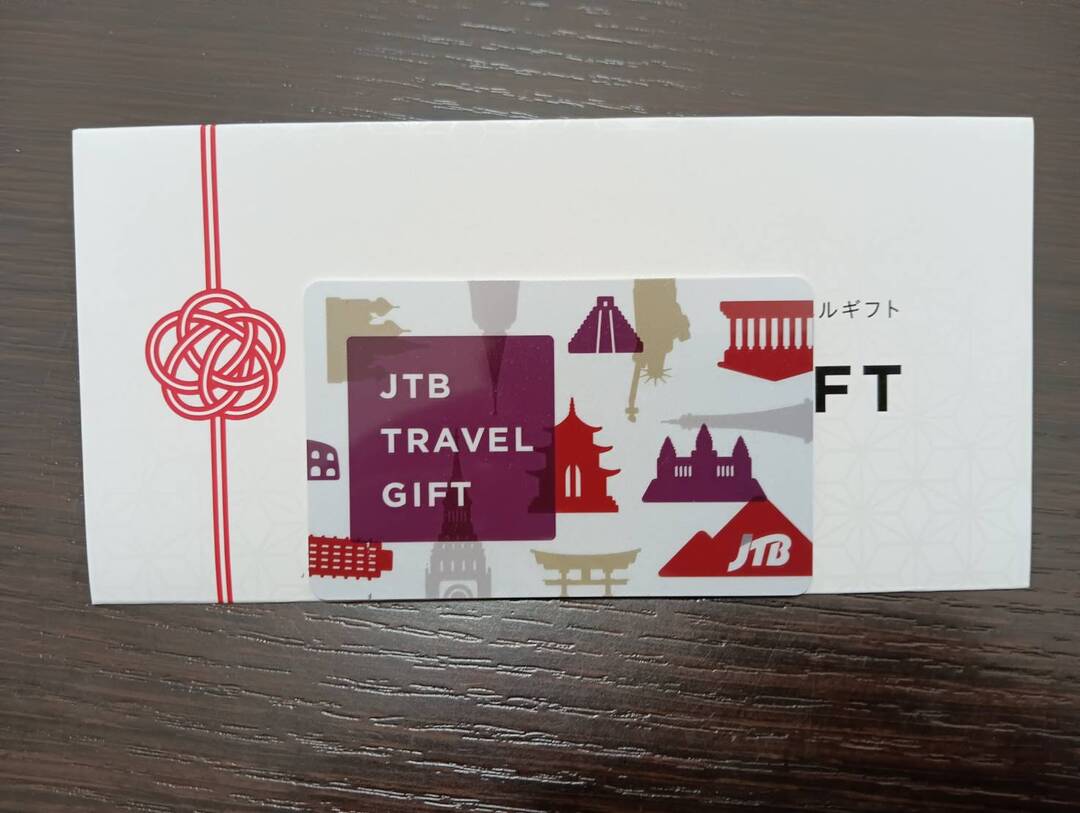 ルギフト
FT
JTB
TRAVEL
GIFT
JTB